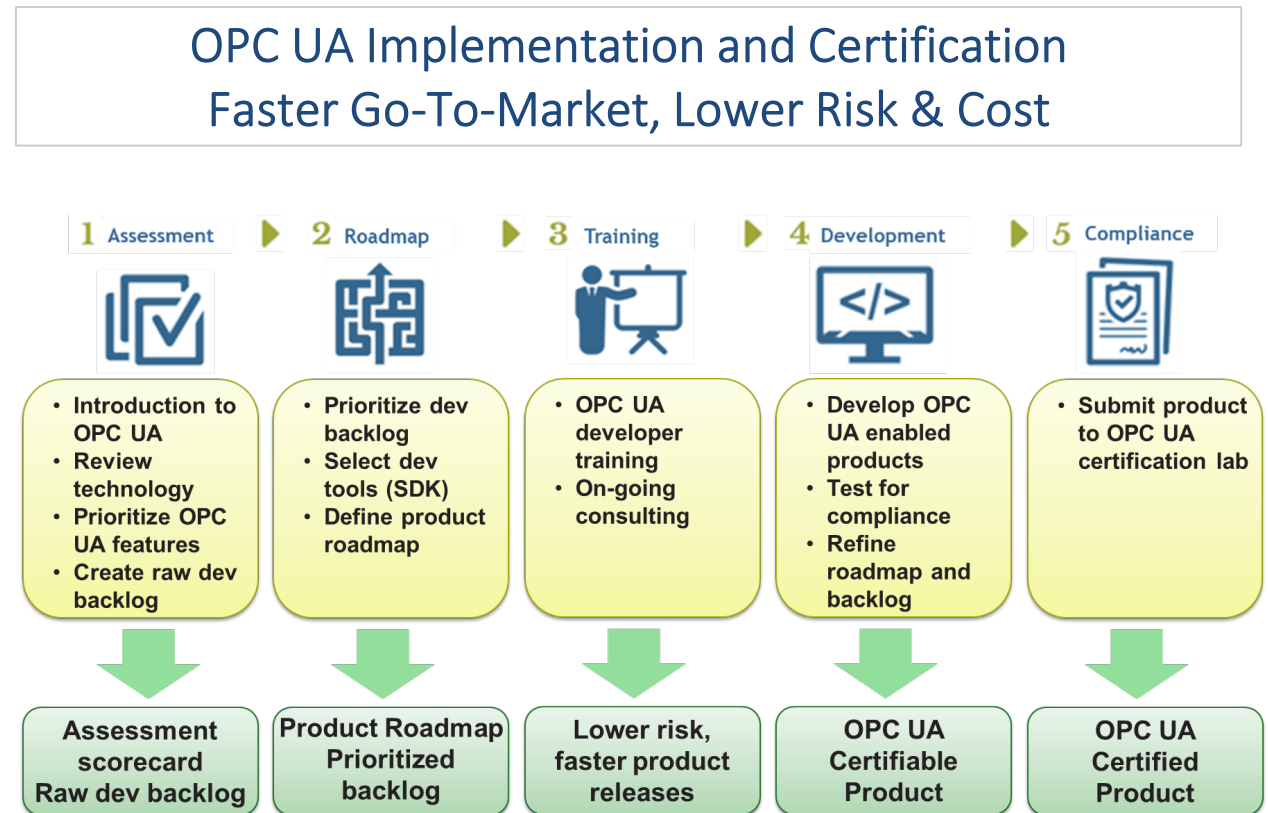 OPC UA Implementation and Certification
Faster Go-To-Market, Lower Risk & Cost
1 Assessment
2 Roadmap
3 Training
4 Development
5 Compliance
</>
• Introduction to
OPC UA
• Review
technology
• Prioritize OPC
UA features
• Create raw dev
backlog
• Prioritize dev
backlog
• Select dev
tools (SDK)
• Define product
roadmap
• OPC UA
developer
training
• On-going
consulting
• Develop OPC
UA enabled
products
• Test for
compliance
• Refine
roadmap and
backlog
• Submit product
to OPC UA
certification lab
Assessment
scorecard
Raw dev backlog
Product Roadmap
Prioritized
backlog
Lower risk,
faster product
releases
OPC UA
Certifiable
Product
OPC UA
Certified
Product